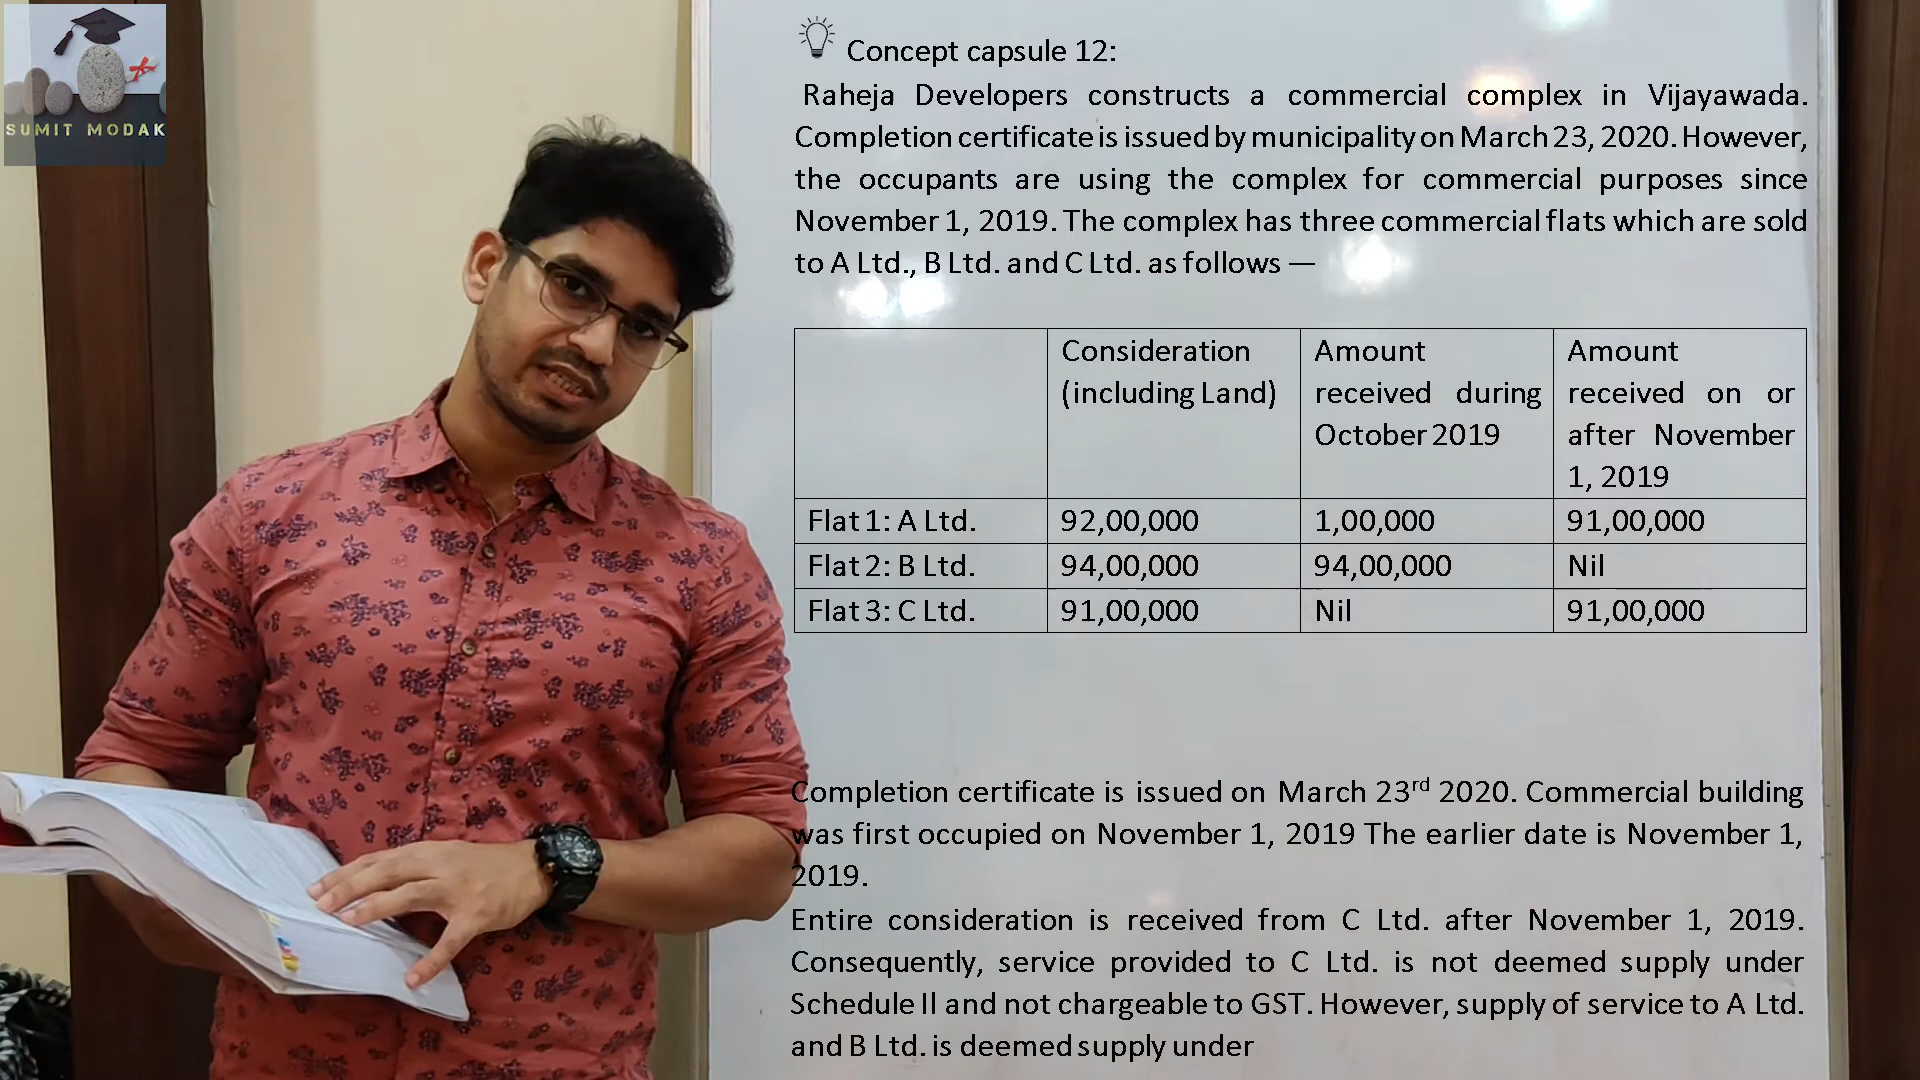 SUMIT MODAK
Concept capsule 12:
Raheja Developers constructs a commercial complex in Vijayawada.
Completion certificate is issued by municipality on March 23, 2020. However,
the occupants are using the complex for commercial purposes since
November 1, 2019. The complex has three commercial flats which are sold
to A Ltd., B Ltd. and C Ltd. as follows —
Consideration (including Land) Amount received during October 2019 Amount received on or after November 1, 2019
Flat 1: A Ltd. 92,00,000 1,00,000 91,00,000
Flat 2: B Ltd. 94,00,000 94,00,000 Nil
Flat 3: C Ltd. 91,00,000 Nil 91,00,000
Completion certificate is issued on March 23rd 2020. Commercial building
was first occupied on November 1, 2019 The earlier date is November 1,
2019.
Entire consideration is received from C Ltd. after November 1, 2019.
Consequently, service provided to C Ltd. is not deemed supply under
Schedule II and not chargeable to GST. However, supply of service to A Ltd.
and B Ltd. is deemed supply under